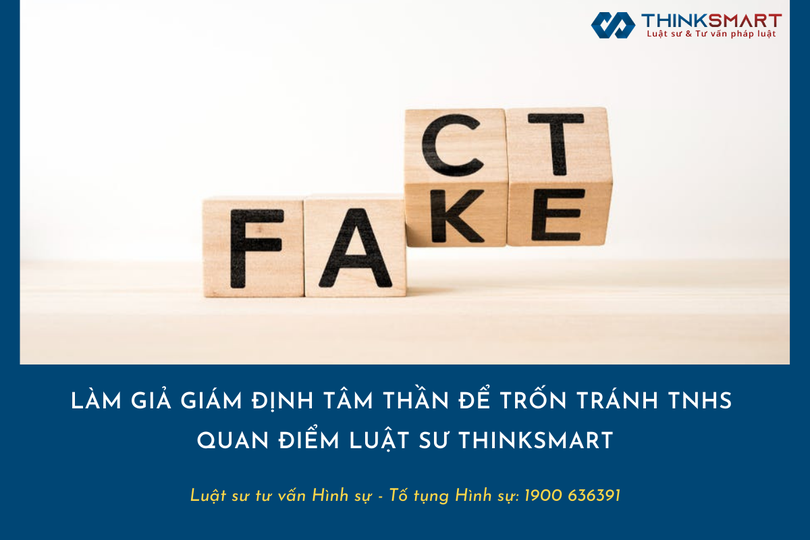 THINKSMART
Luật sư & Tư vấn pháp luật
CT
FAKE
LÀM GIẢ GIÁM ĐỊNH TÂM THẦN ĐỂ TRỐN TRÁNH TNHS
QUAN ĐIỂM LUẬT SƯ THINKSMART
Luật sư tư vấn Hình sự - Tố tụng Hình sự: 1900 636391